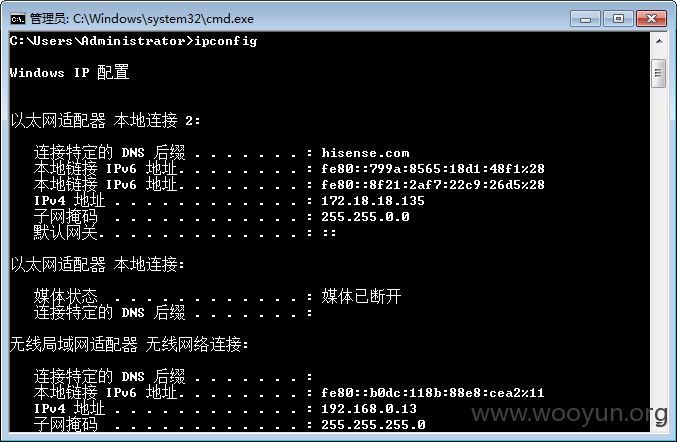 管理员: C:\Windows\system32\cmd.exe
C:\Users\Administrator>ipconfig
Windows IP 配置
以太网适配器 本地连接 2:
连接特定的 DNS 后缀 . . . . . . . : hisense.com
本地链接 IPv6 地址. . . . . . . . : fe80::799a:8565:18d1:48f1%28
本地链接 IPv6 地址. . . . . . . . : fe80::8f21:2af7:22c9:26d5%28
IPv4 地址 . . . . . . . . . . . . : 172.18.18.135
子网掩码 . . . . . . . . . . . . : 255.255.0.0
默认网关. . . . . . . . . . . . . : ::
以太网适配器 本地连接:
媒体状态 . . . . . . . . . . . . : 媒体已断开
连接特定的 DNS 后缀 . . . . . . . :
无线局域网适配器 无线网络连接:
连接特定的 DNS 后缀 . . . . . . . :
本地链接 IPv6 地址. . . . . . . . : fe80::b0dc:118b:88e8:cea2%11
IPv4 地址 . . . . . . . . . . . . : 192.168.0.13
子网掩码 . . . . . . . . . . . . : 255.255.255.0
www.wooyun.org